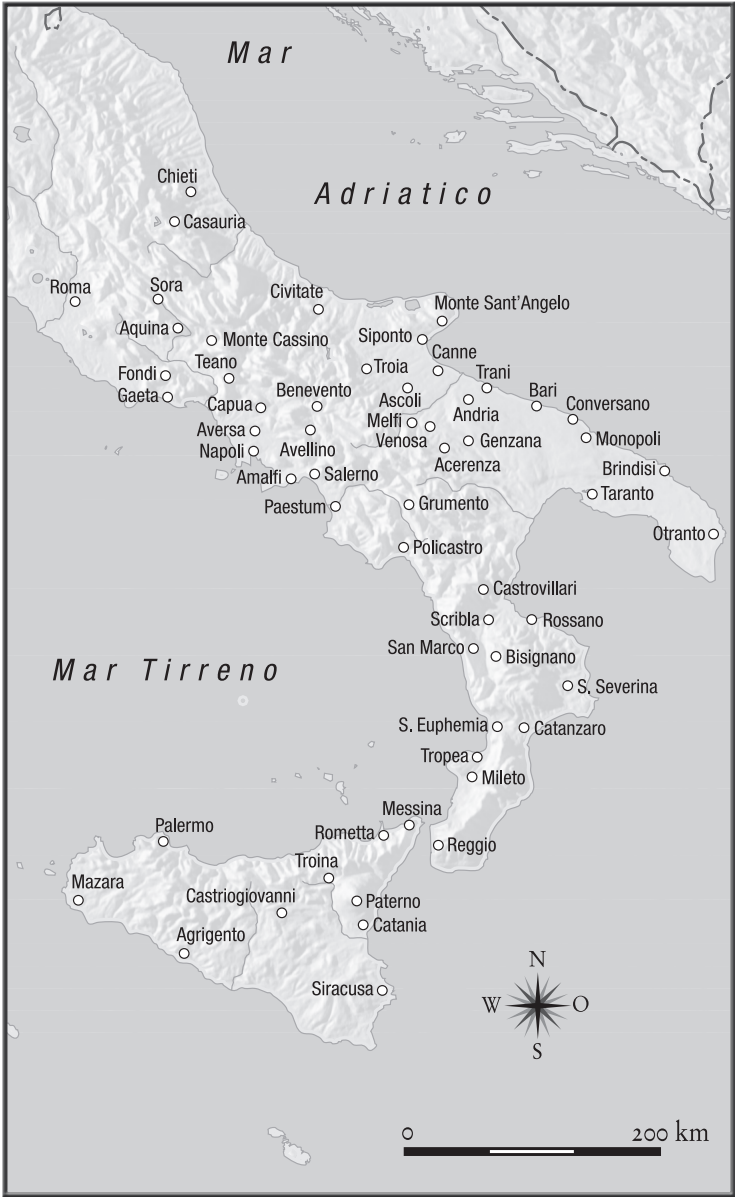 Mar
Adriatico
Chieti
Casauria
Roma
Sora
Civitate
Monte Sant'Angelo
Aquina
Monte Cassino
Siponto
Canne
Teano
Troia
Fondi
Trani
Gaeta
Benevento
Ascoli
Bari
Capua
Andria
Conversano
Aversa
Melfi
Napoli
Avellino
Venosa
Genzana
Monopoli
Acerenza
Amalfi
Salerno
Brindisi
Paestum
Grumento
Taranto
Otranto
Policastro
Castrovillari
Scribla
Rossano
San Marco
Bisignano
Mar Tirreno
S. Severina
S. Euphemia
Catanzaro
Tropea
Mileto
Messina
Palermo
Rometta
Reggio
Troina
Mazara
Castriogiovanni
Paterno
Catania
Agrigento
Siracusa
N
W O
S
0 200 km